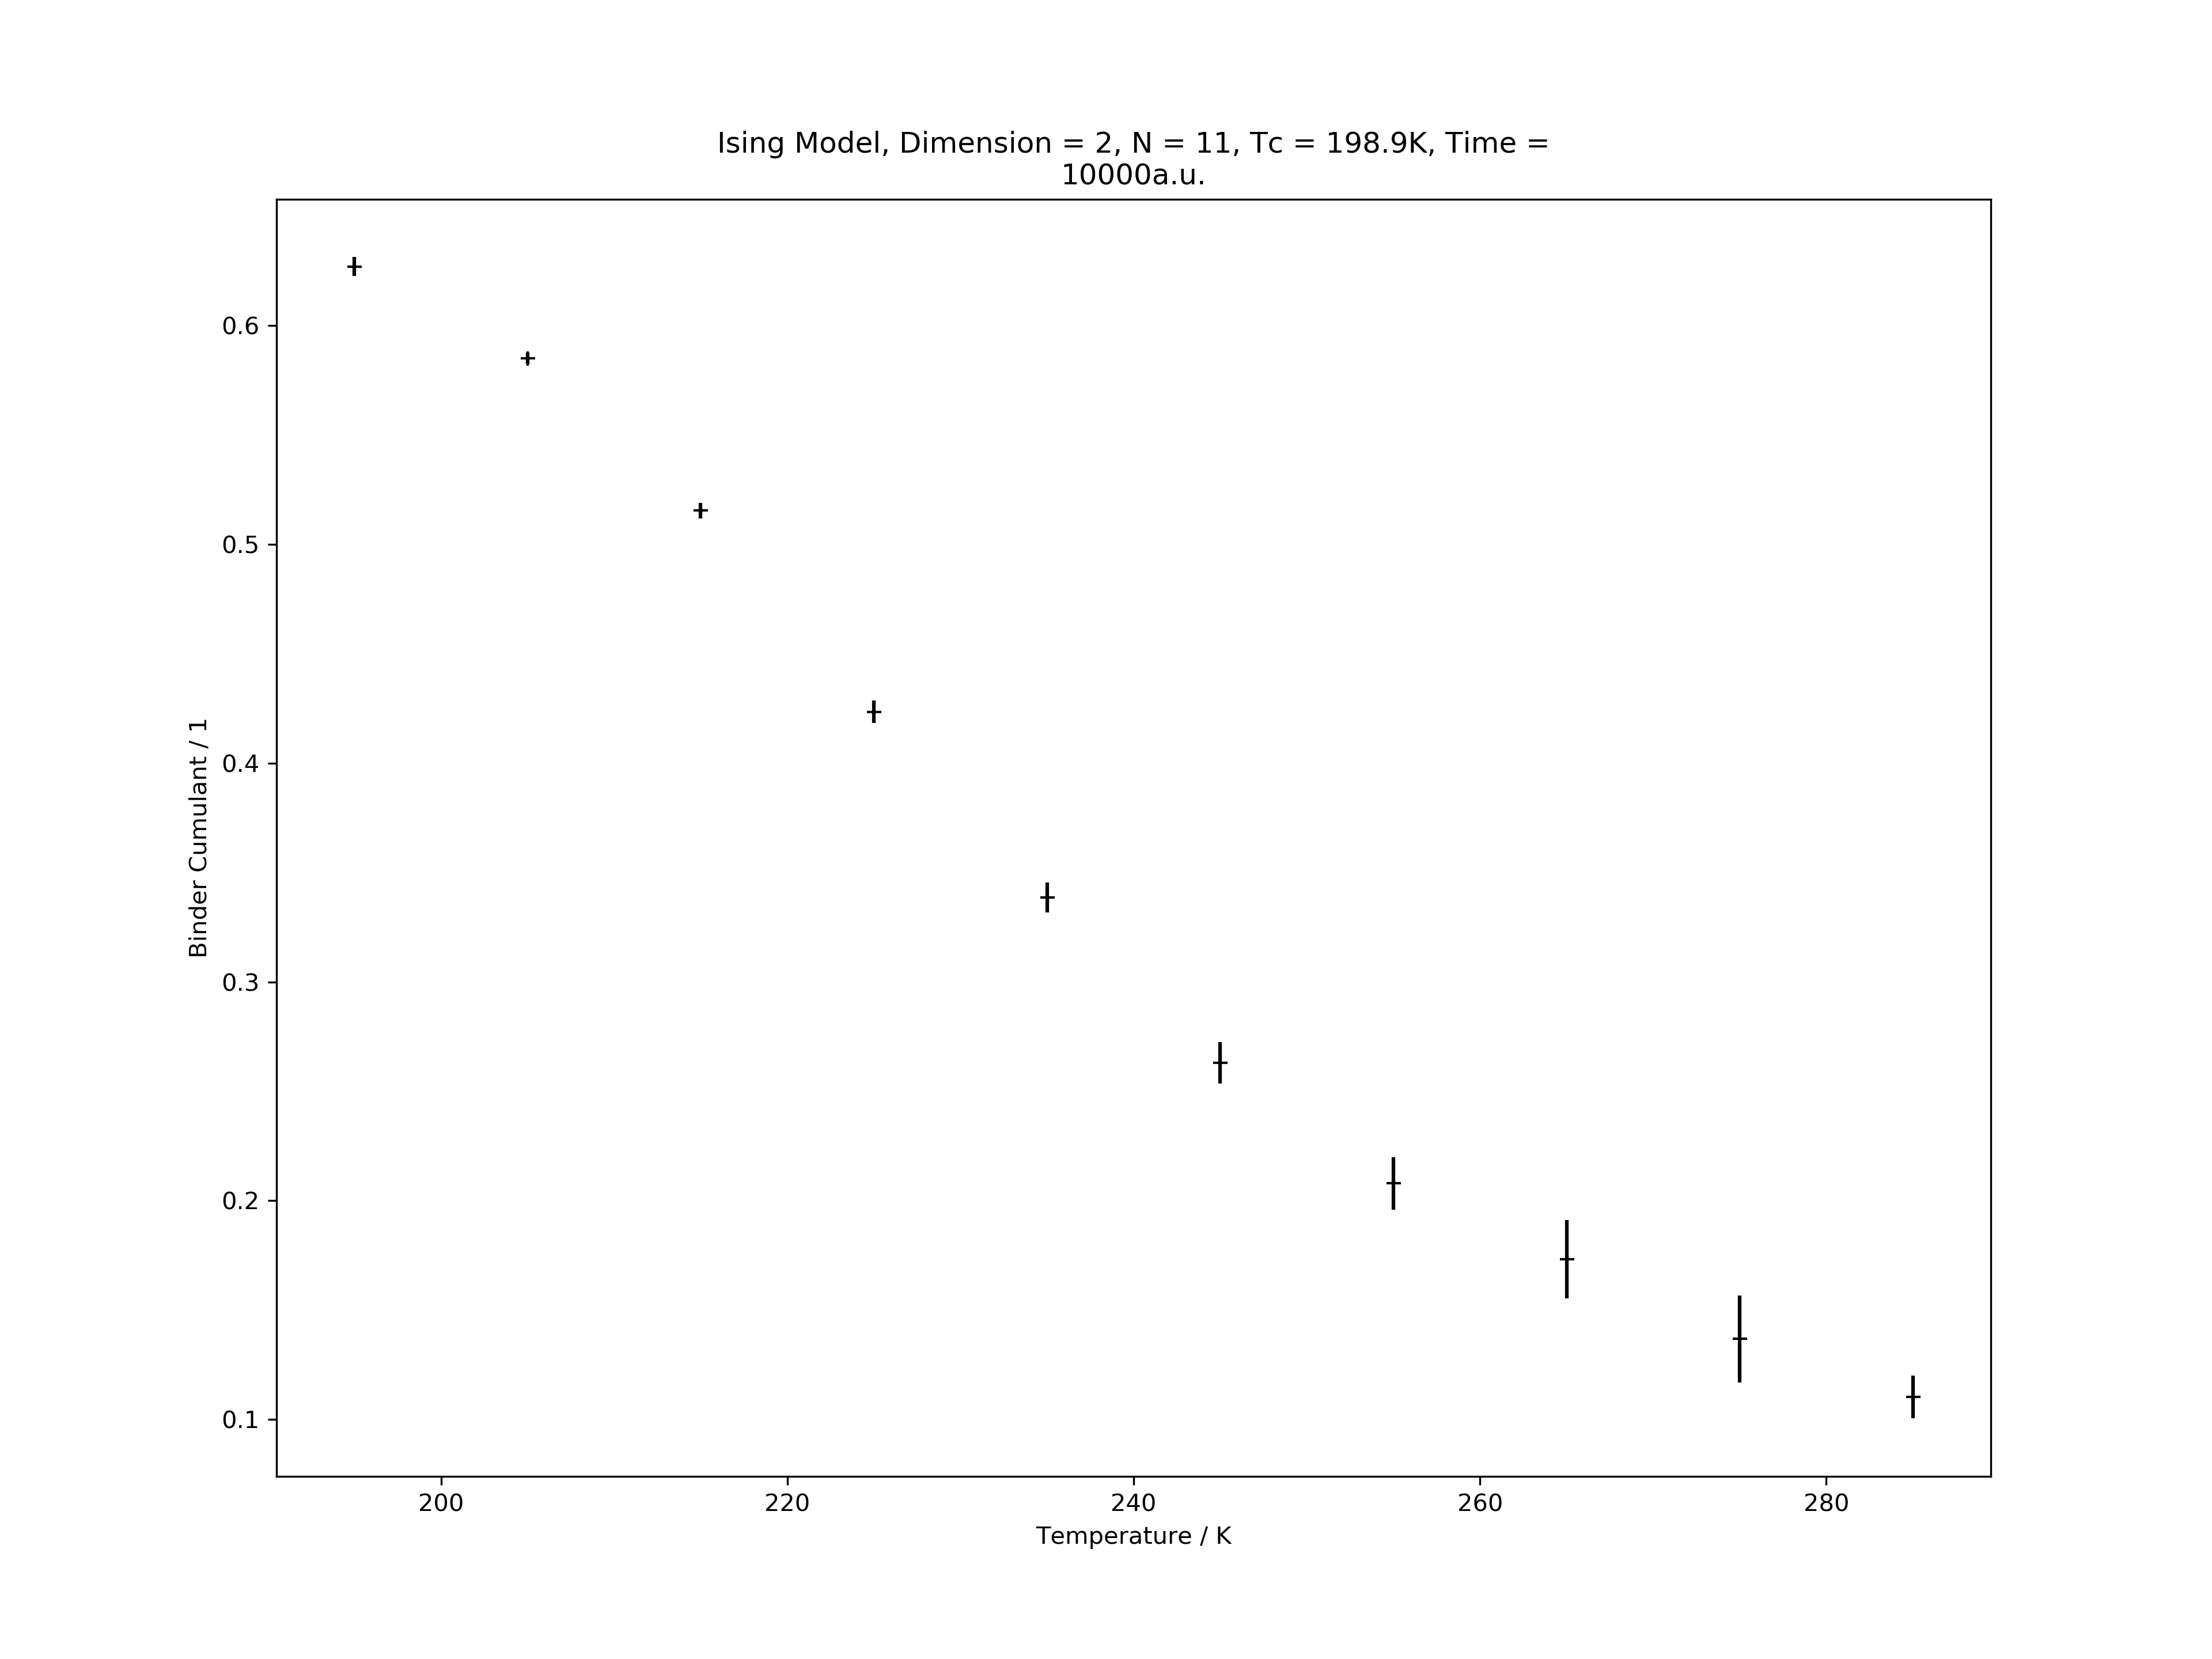 Ising Model, Dimension = 2, N = 11, Tc = 198.9K, Time =
10000a.u.
Binder Cumulant / 1
0.6
0.5
0.4
0.3
0.2
0.1
200 220 240 260 280
Temperature / K